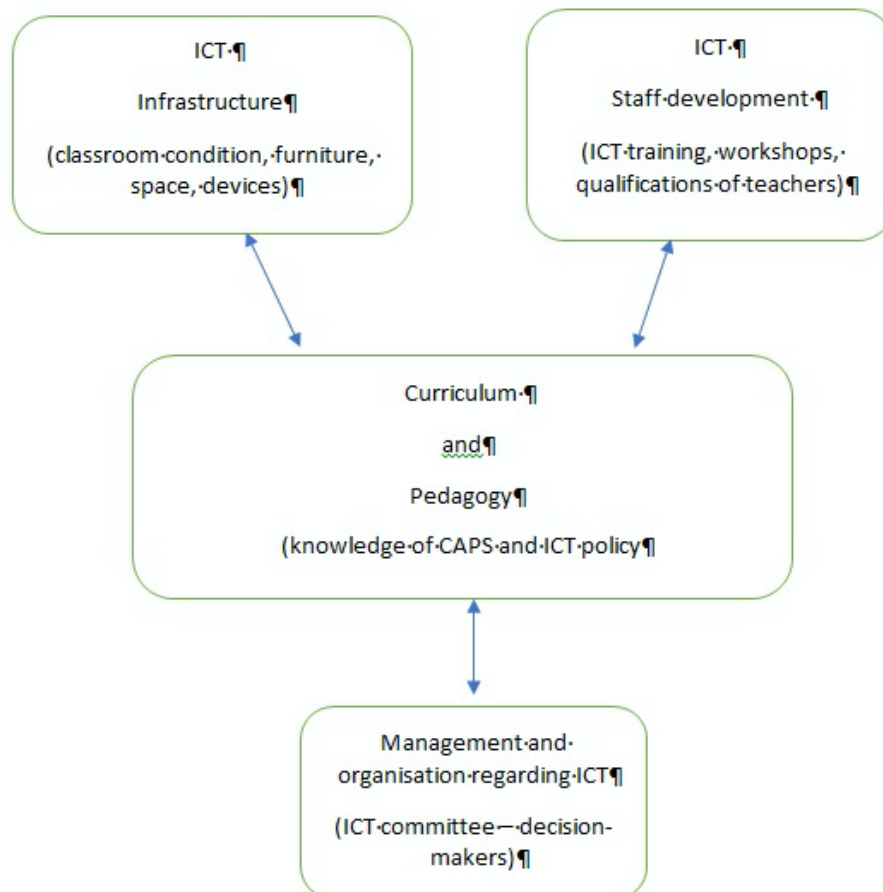 ICT·¶
Infrastructure¶
(classroom·condition,·furniture,·
space,·devices)¶
ICT·¶
Staff·development·¶
(ICT·training,·workshops,·
qualifications·of·teachers)¶
Curriculum·¶
and¶
Pedagogy¶
(knowledge·of·CAPS·and·ICT·policy¶
Management·and·
organisation·regarding·ICT¶
(ICT·committee·–·decision-
makers)¶